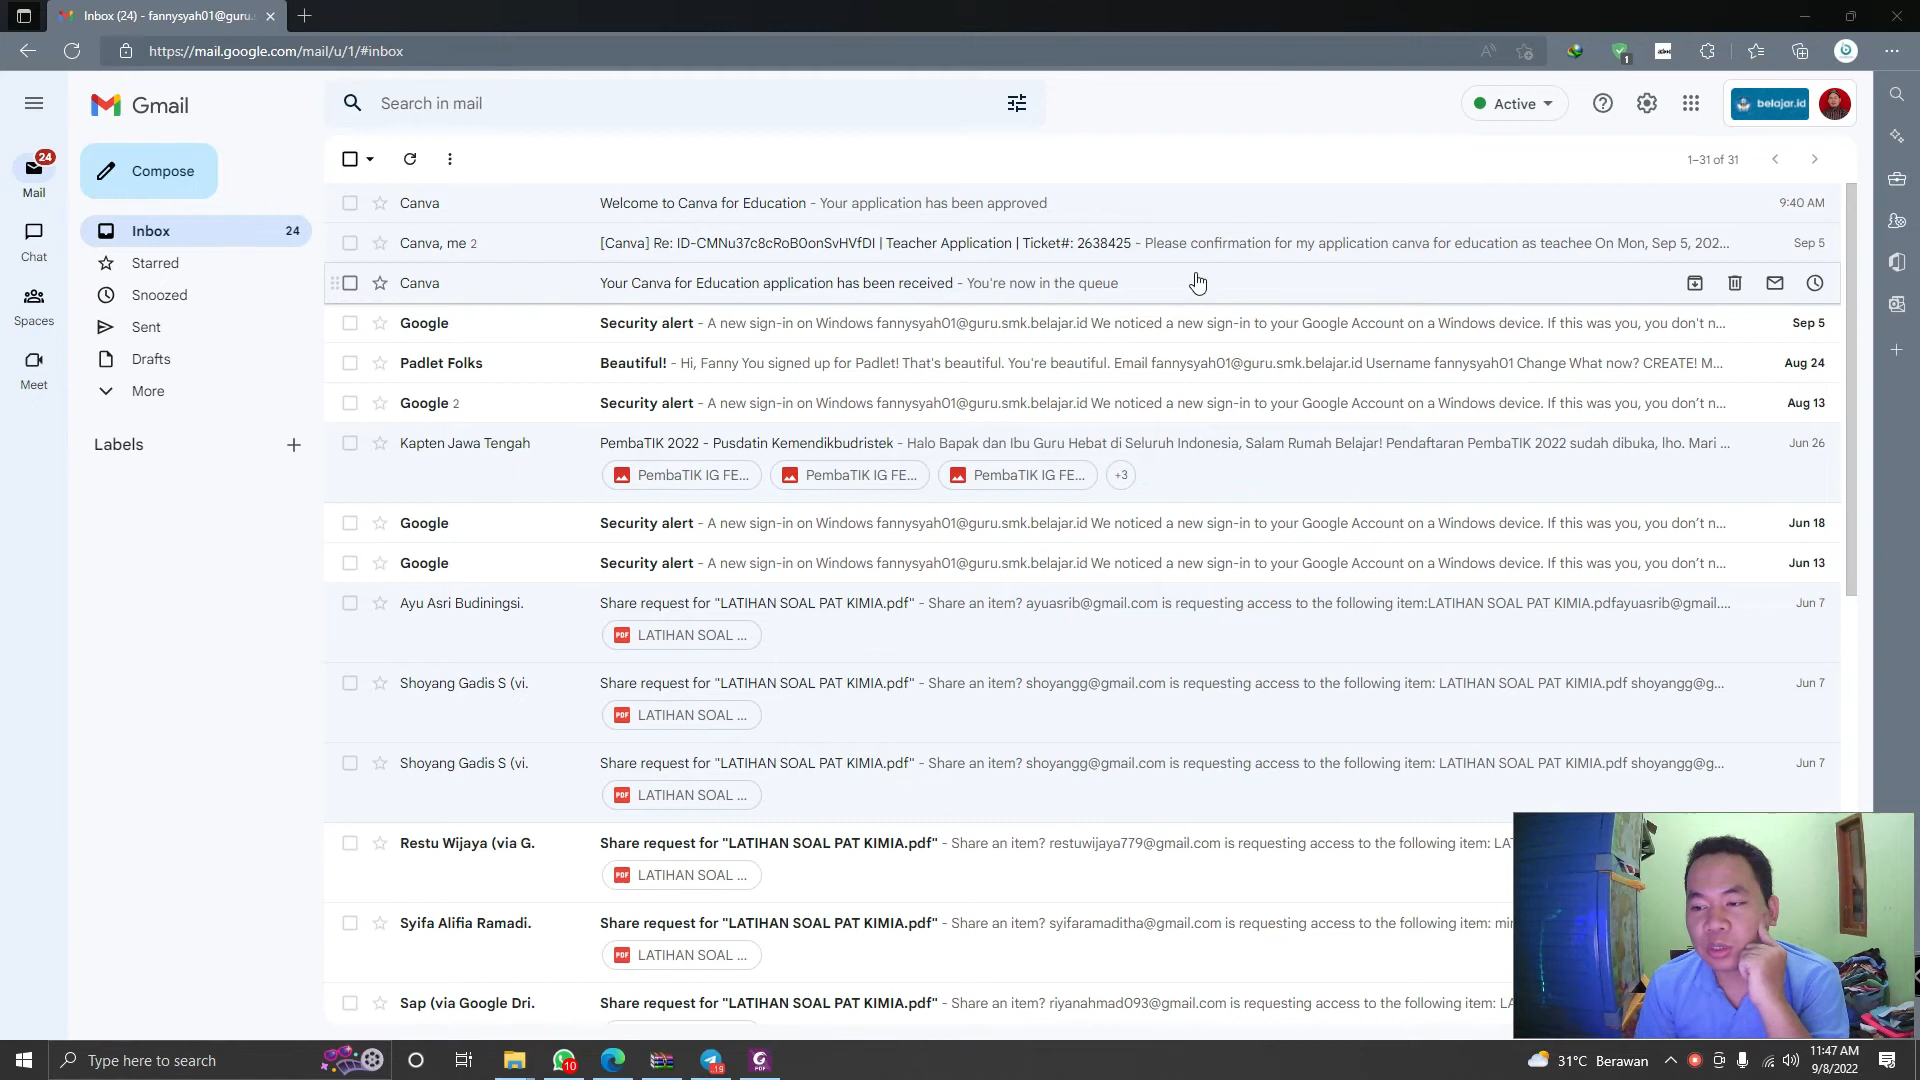 Inbox (24) - fannysyah01@guru.
https://mail.google.com/mail/u/1/#inbox
1
Gmail
Search in mail
Active
belajar.id
24
Mail
Chat
Spaces
Meet
Compose
Inbox 24
Starred
Snoozed
Sent
Drafts
More
Labels
1–31 of 31
Canva Welcome to Canva for Education - Your application has been approved 9:40 AM
Canva, me 2 [Canva] Re: ID-CMNu37c8cRoB0onSvHVfDI | Teacher Application | Ticket#: 2638425 - Please confirmation for my application canva for education as teachee On Mon, Sep 5, 202... Sep 5
Canva Your Canva for Education application has been received - You're now in the queue
Google Security alert - A new sign-in on Windows fannysyah01@guru.smk.belajar.id We noticed a new sign-in to your Google Account on a Windows device. If this was you, you don't n... Sep 5
Padlet Folks Beautiful! - Hi, Fanny You signed up for Padlet! That's beautiful. You're beautiful. Email fannysyah01@guru.smk.belajar.id Username fannysyah01 Change What now? CREATE! M... Aug 24
Google 2 Security alert - A new sign-in on Windows fannysyah01@guru.smk.belajar.id We noticed a new sign-in to your Google Account on a Windows device. If this was you, you don’t n... Aug 13
Kapten Jawa Tengah PembaTIK 2022 - Pusdatin Kemendikbudristek - Halo Bapak dan Ibu Guru Hebat di Seluruh Indonesia, Salam Rumah Belajar! Pendaftaran PembaTIK 2022 sudah dibuka, lho. Mari ... Jun 26
PembaTIK IG FE... PembaTIK IG FE... PembaTIK IG FE... +3
Google Security alert - A new sign-in on Windows fannysyah01@guru.smk.belajar.id We noticed a new sign-in to your Google Account on a Windows device. If this was you, you don’t n... Jun 18
Google Security alert - A new sign-in on Windows fannysyah01@guru.smk.belajar.id We noticed a new sign-in to your Google Account on a Windows device. If this was you, you don’t n... Jun 13
Ayu Asri Budiningsi. Share request for "LATIHAN SOAL PAT KIMIA.pdf" - Share an item? ayuasrib@gmail.com is requesting access to the following item:LATIHAN SOAL PAT KIMIA.pdfayuasrib@gmail.... Jun 7
PDF LATIHAN SOAL ...
Shoyang Gadis S (vi. Share request for "LATIHAN SOAL PAT KIMIA.pdf" - Share an item? shoyangg@gmail.com is requesting access to the following item: LATIHAN SOAL PAT KIMIA.pdf shoyangg@g... Jun 7
PDF LATIHAN SOAL ...
Shoyang Gadis S (vi. Share request for "LATIHAN SOAL PAT KIMIA.pdf" - Share an item? shoyangg@gmail.com is requesting access to the following item: LATIHAN SOAL PAT KIMIA.pdf shoyangg@g... Jun 7
PDF LATIHAN SOAL ...
Restu Wijaya (via G. Share request for "LATIHAN SOAL PAT KIMIA.pdf" - Share an item? restuwijaya779@gmail.com is requesting access to the following item: LA
PDF LATIHAN SOAL ...
Syifa Alifia Ramadi. Share request for "LATIHAN SOAL PAT KIMIA.pdf" - Share an item? syifaramaditha@gmail.com is requesting access to the following item: mi
PDF LATIHAN SOAL ...
Sap (via Google Dri. Share request for "LATIHAN SOAL PAT KIMIA.pdf" - Share an item? riyanahmad093@gmail.com is requesting access to the following item: L
Type here to search
10
19
31°C Berawan
11:47 AM
9/8/2022